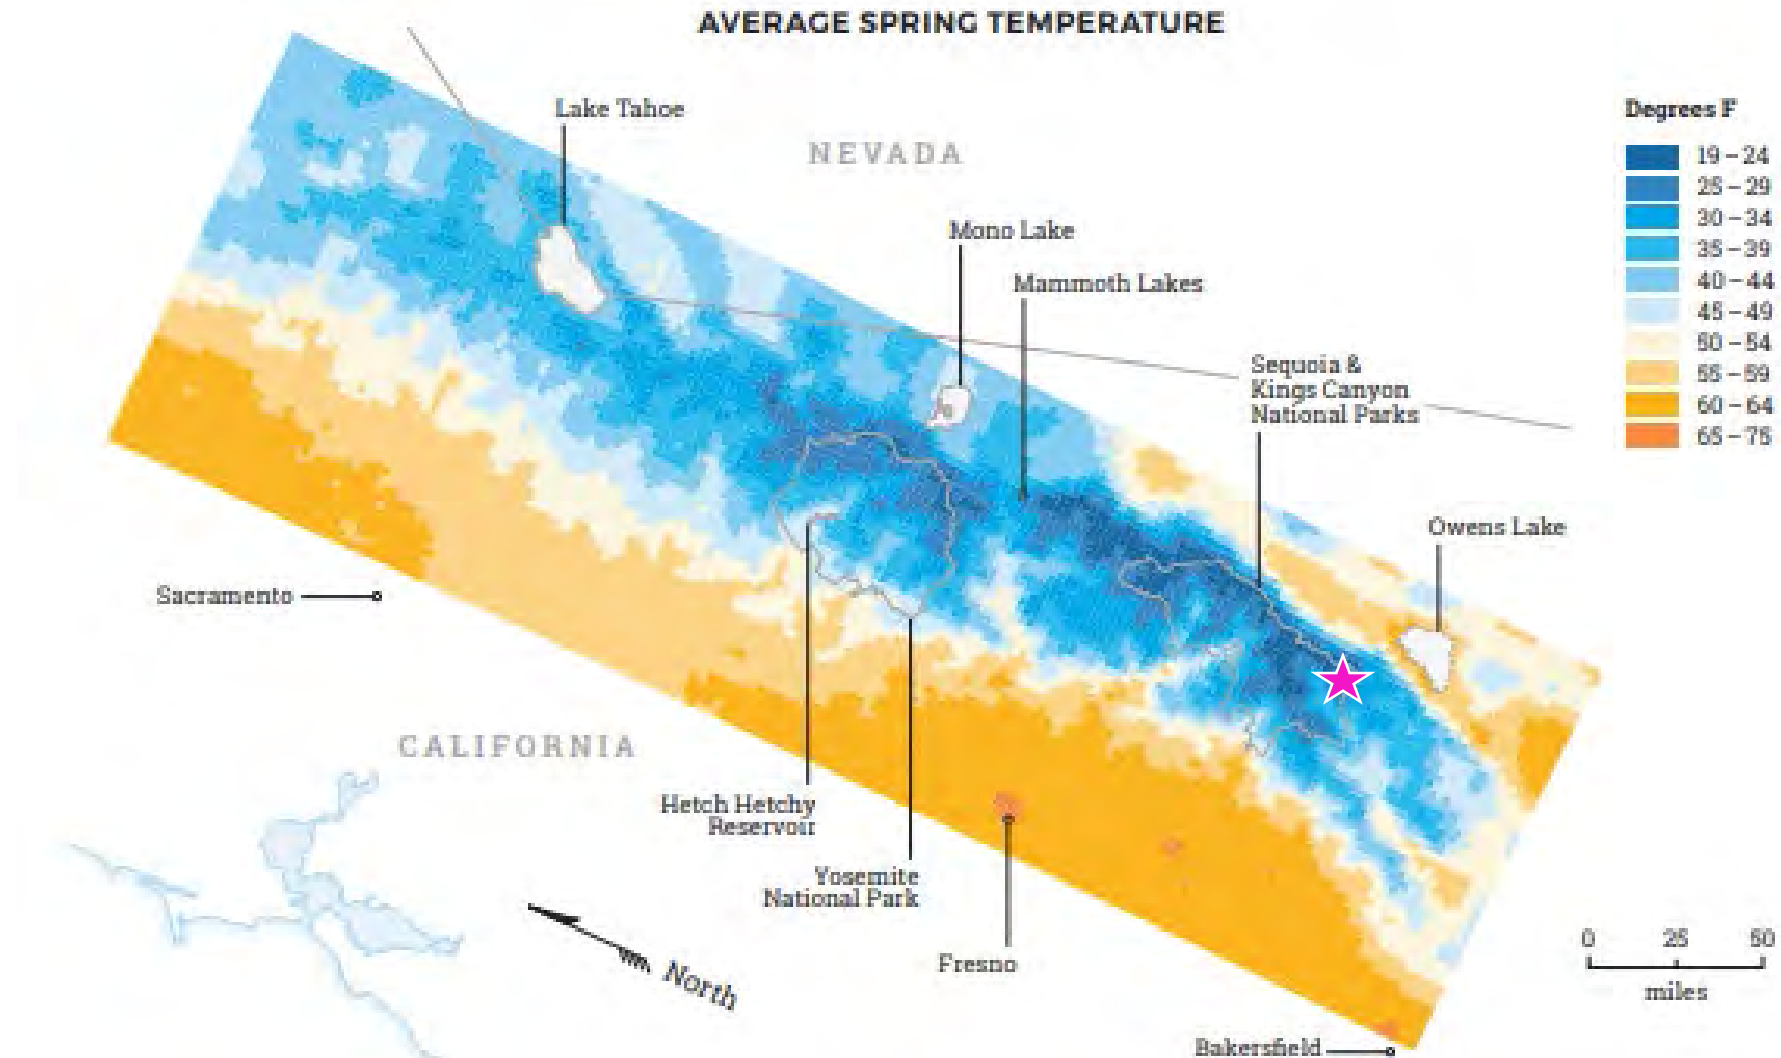 AVERAGE SPRING TEMPERATURE
Lake Tahoe
NEVADA
Mono Lake
Mammoth Lakes
Sequoia &
Kings Canyon
National Parks
Owens Lake
Degrees F
19 – 24
25 – 29
30 – 34
35 – 39
40 – 44
45 – 49
50 – 54
55 – 59
60 – 64
65 – 75
Sacramento
CALIFORNIA
Hetch Hetchy
Reservoir
Yosemite
National Park
Fresno
North
Bakersfield
0 25 50
miles